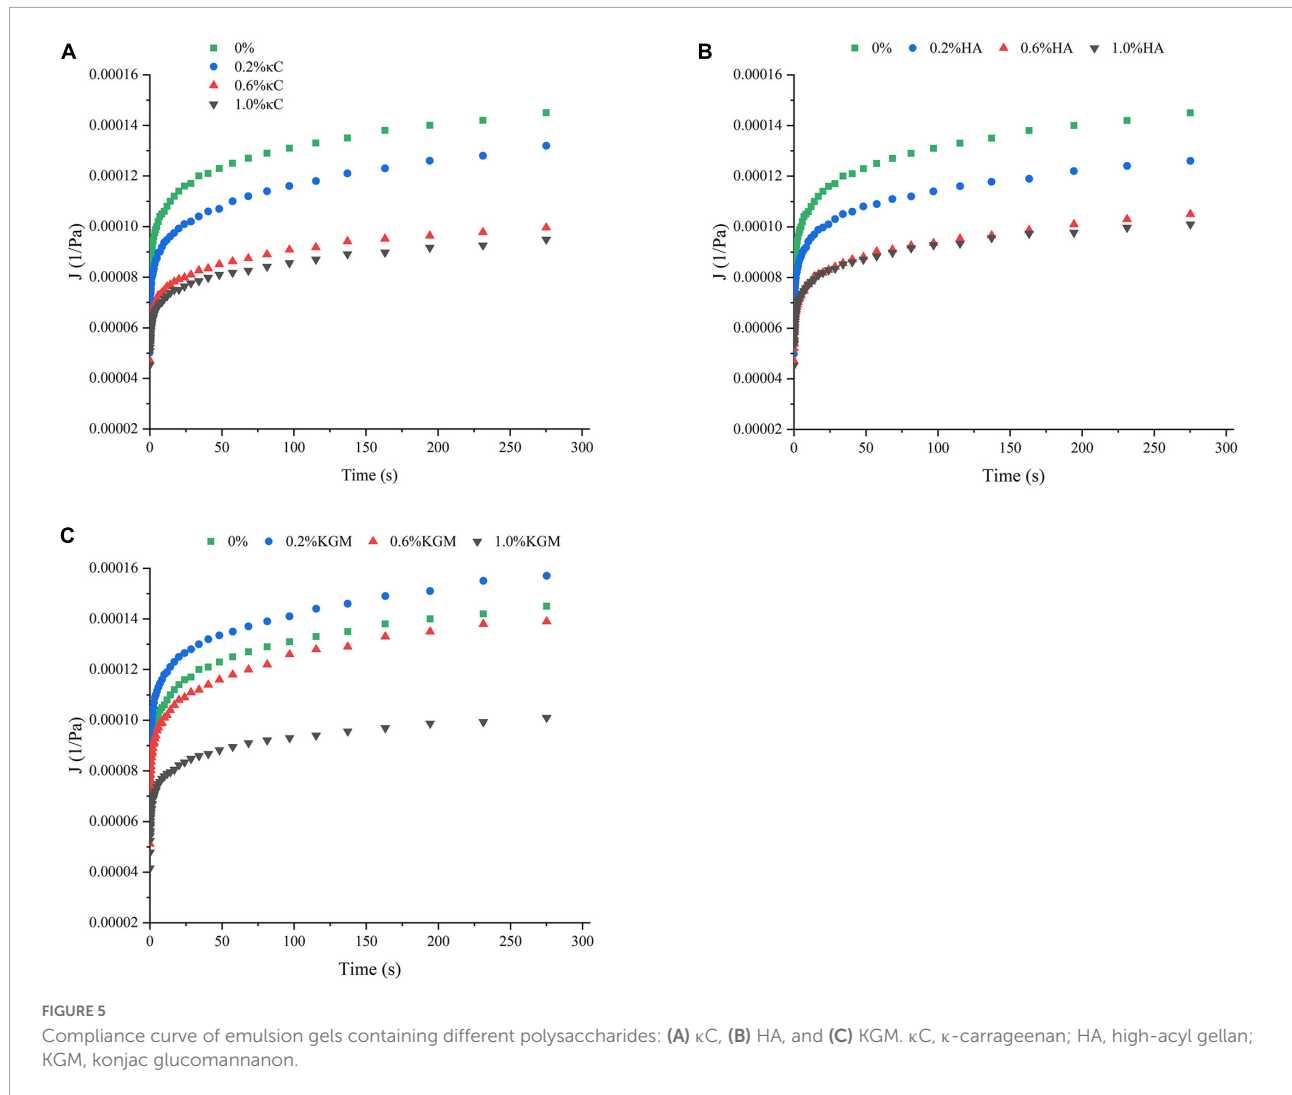 A
0%
0.2%κC
0.6%κC
1.0%κC
0.00016
0.00014
0.00012
0.00010
0.00008
0.00006
0.00004
0.00002
J (1/Pa)
0 50 100 150 200 250 300
Time (s)
B
0% 0.2%HA 0.6%HA 1.0%HA
0.00016
0.00014
0.00012
0.00010
0.00008
0.00006
0.00004
0.00002
J (1/Pa)
0 50 100 150 200 250 300
Time (s)
C
0% 0.2%KGM 0.6%KGM 1.0%KGM
0.00016
0.00014
0.00012
0.00010
0.00008
0.00006
0.00004
0.00002
J (1/Pa)
0 50 100 150 200 250 300
Time (s)
FIGURE 5
Compliance curve of emulsion gels containing different polysaccharides: (A) κC, (B) HA, and (C) KGM. κC, κ-carrageenan; HA, high-acyl gellan;
KGM, konjac glucomannanon.